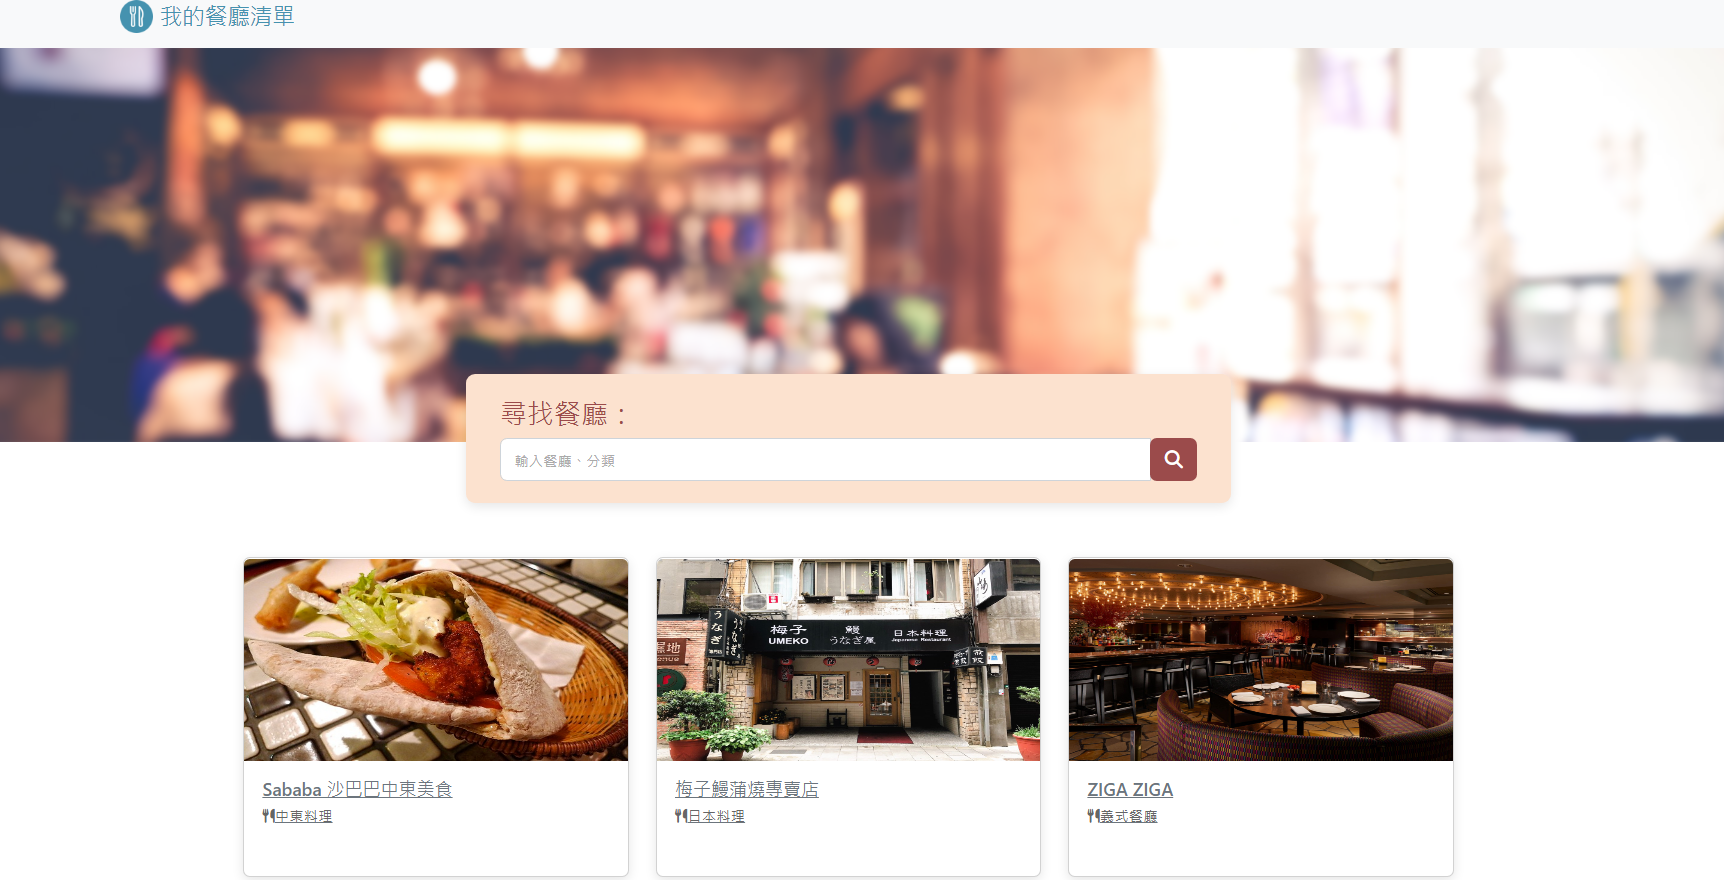 我的餐廳清單
尋找餐廳：
輸入餐廳、分類
うなぎ
梅子
UMEKO
鰻
うなぎ屋
日本料理
Japanese Restaurant
Sababa 沙巴巴中東美食
中東料理
梅子鰻蒲燒專賣店
日本料理
ZIGA ZIGA
義式餐廳